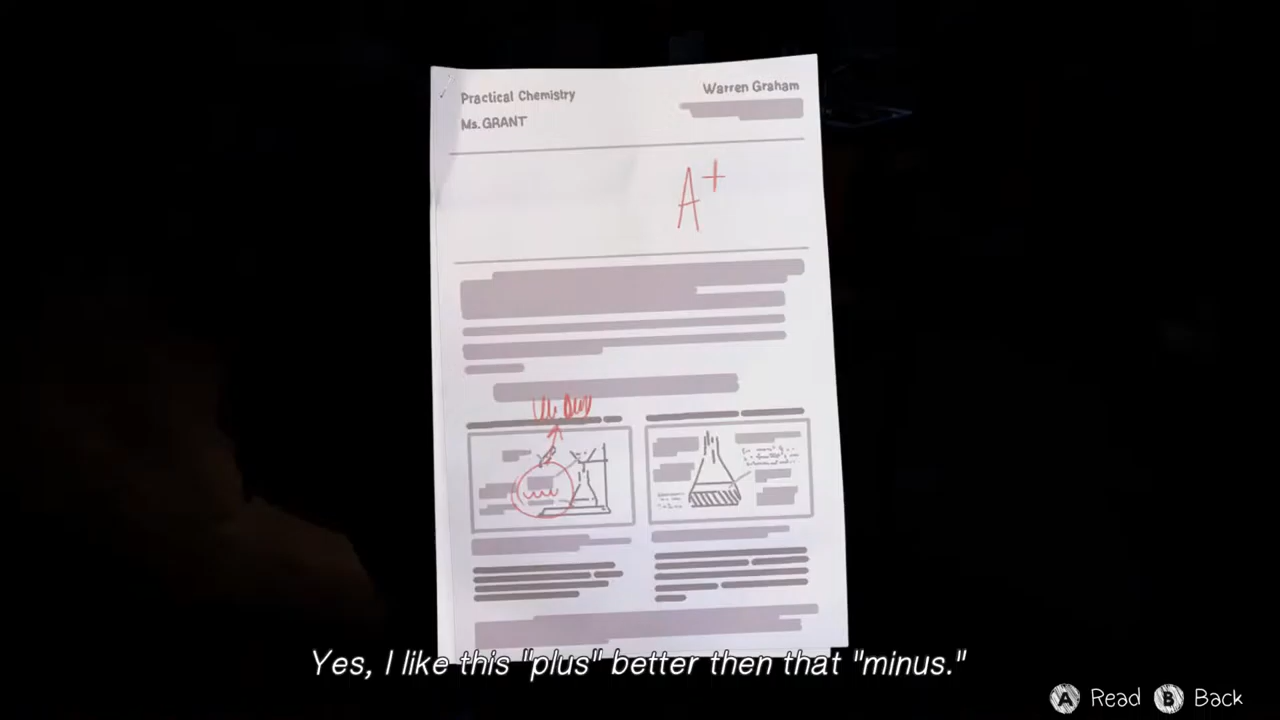 Practical Chemistry
Warren Graham
Ms. GRANT
A+
Yes, I like this "plus" better then that "minus."
A Read B Back